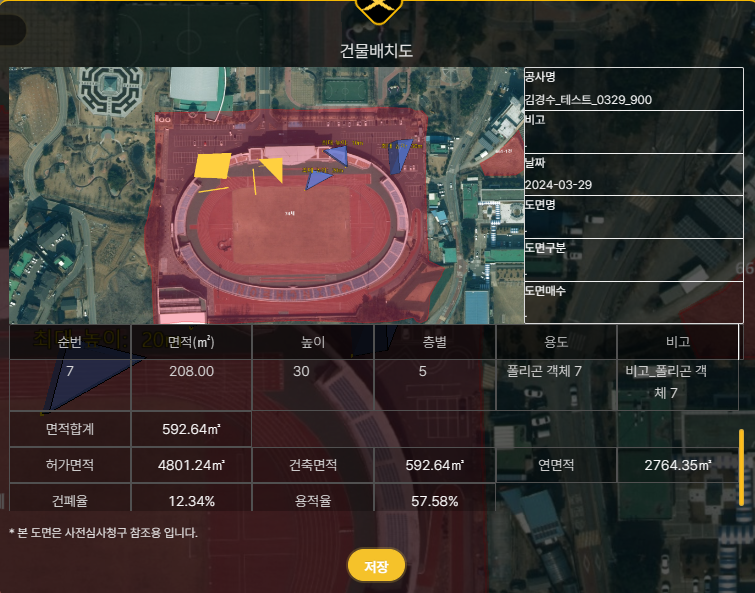 건물배치도
공사명
김경수_테스트_0329_900
비고
.
날짜
2024-03-29
도면명
.
도면구분
.
도면매수
.
순번 면적(㎡) 높이 층별 용도 비고
7 208.00 30 5 폴리곤 객체 7 비고_폴리곤 객
체 7
면적합계 592.64㎡
허가면적 4801.24㎡ 건축면적 592.64㎡ 연면적 2764.35㎡
건폐율 12.34% 용적율 57.58%
* 본 도면은 사전심사청구 참조용 입니다.
저장